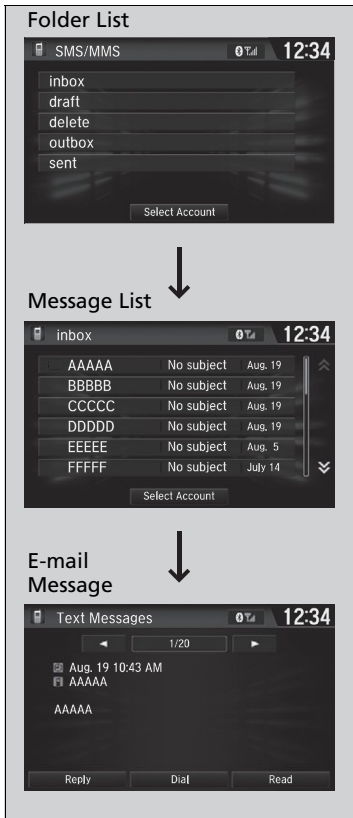 Folder List
SMS/MMS 12:34
inbox
draft
delete
outbox
sent
Select Account
Message List
inbox 12:34
AAAAA No subject Aug. 19
BBBBB No subject Aug. 19
CCCCC No subject Aug. 19
DDDDD No subject Aug. 19
EEEEE No subject Aug. 5
FFFFF No subject July 14
Select Account
E-mail
Message
Text Messages 12:34
1/20
Aug. 19 10:43 AM
AAAAA
AAAAA
Reply Dial Read